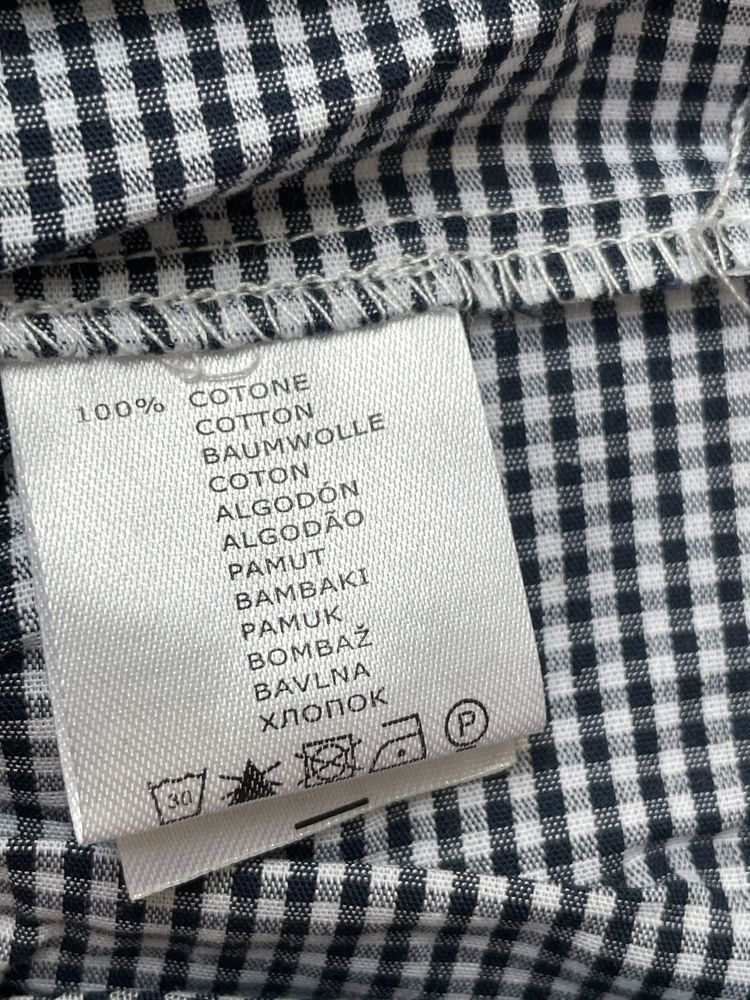 100% COTONE
COTTON
BAUMWOLLE
COTON
ALGODÓN
ALGODÃO
PAMUT
BAMBAKI
PAMUK
BOMBAŽ
BAVLNA
ХЛОПОК
30 P